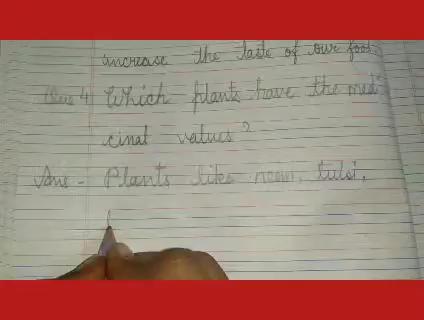 increase the taste of our food.
Ques 4) Which plants have the medi
cinal values?
Ans - Plants like neem, tulsi,